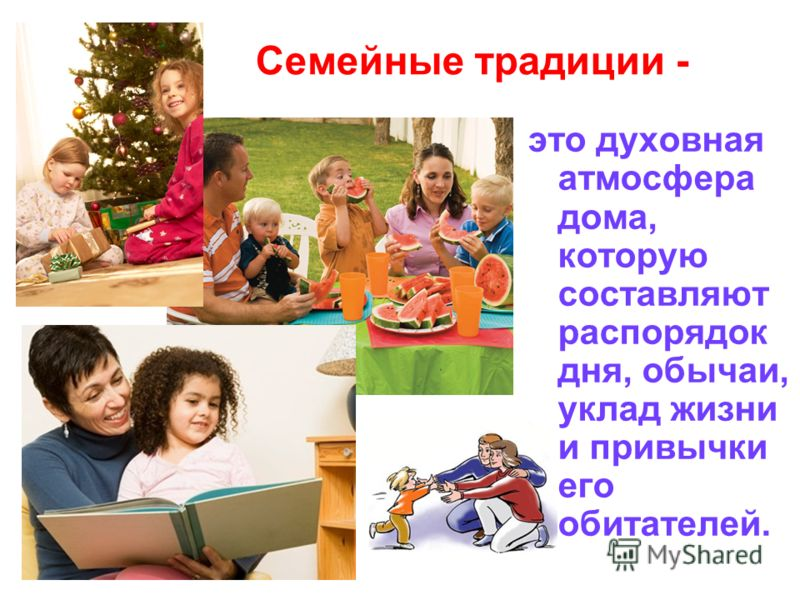 Семейные традиции -
это духовная
атмосфера
дома,
которую
составляют
распорядок
дня, обычаи,
уклад жизни
и привычки
его
обитателей.
MyShared